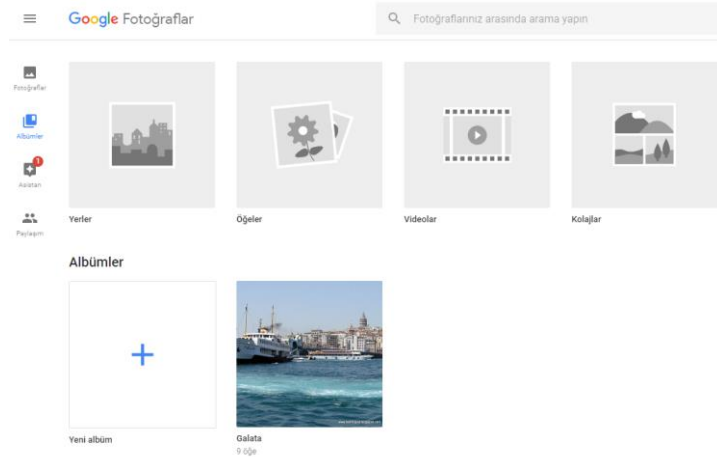 Google Fotoğraflar
Fotoğraflarınız arasında arama yapın
Fotoğraflar
Albümler
1
Asistan
Paylaşım
Yerler
Öğeler
Videolar
Kolajlar
Albümler
Yeni albüm
Galata
9 öğe